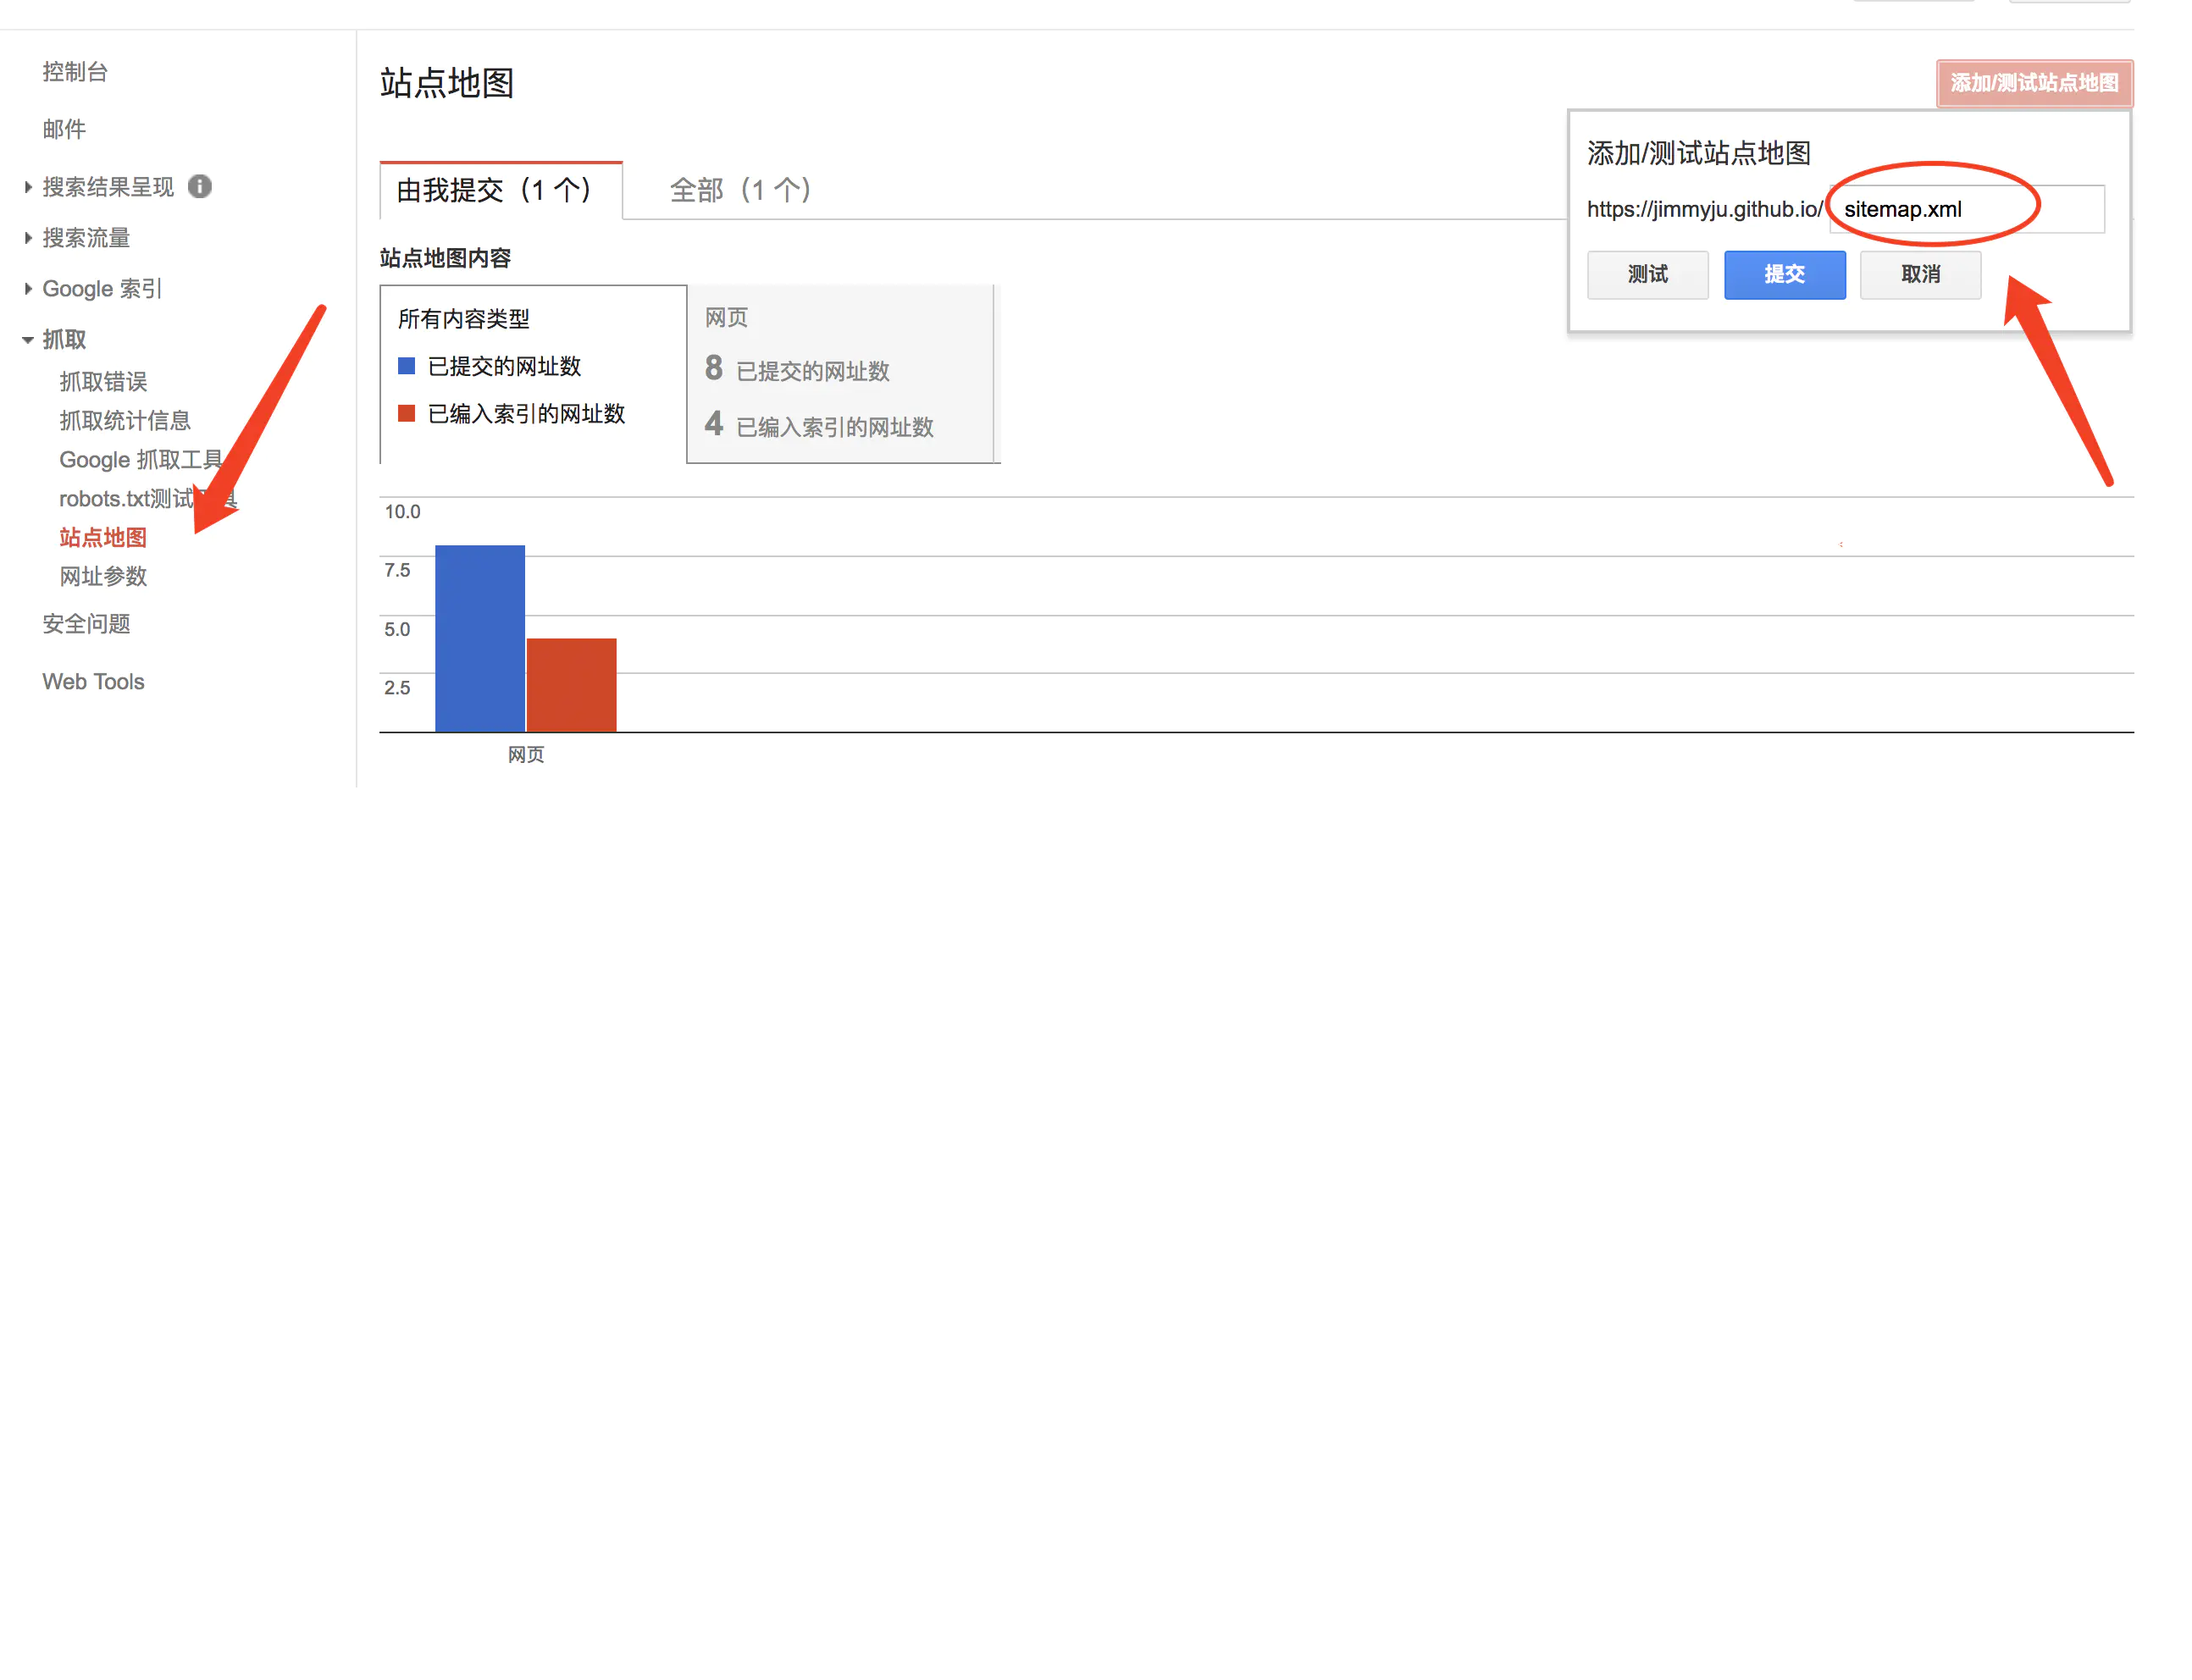 控制台
邮件
搜索结果呈现
搜索流量
Google 索引
抓取
抓取错误
抓取统计信息
Google 抓取工具
robots.txt测试工具
站点地图
网址参数
安全问题
Web Tools
站点地图
添加/测试站点地图
添加/测试站点地图
https://jimmyju.github.io/ sitemap.xml
测试 提交 取消
由我提交（1 个） 全部（1 个）
站点地图内容
所有内容类型
已提交的网址数
已编入索引的网址数
网页
8 已提交的网址数
4 已编入索引的网址数
10.0
7.5
5.0
2.5
网页